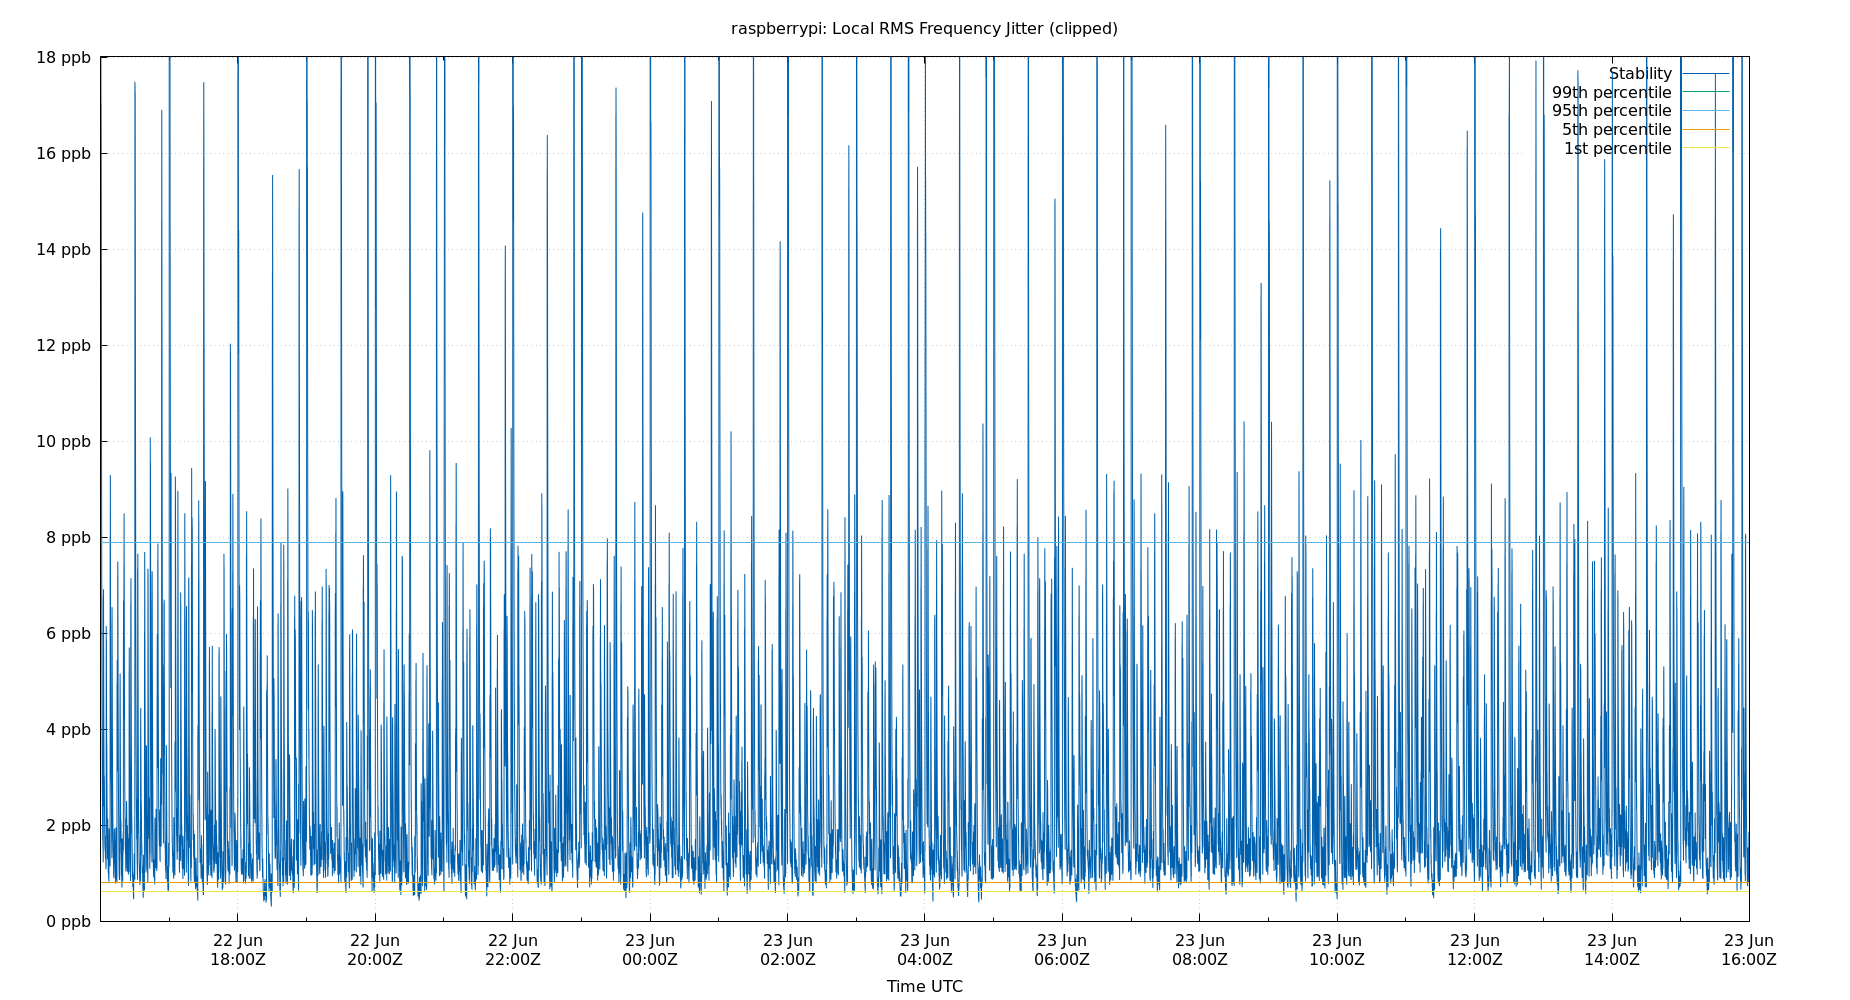 raspberrypi: Local RMS Frequency Jitter (clipped)
18 ppb
16 ppb
14 ppb
12 ppb
10 ppb
8 ppb
6 ppb
4 ppb
2 ppb
0 ppb
Stability
99th percentile
95th percentile
5th percentile
1st percentile
22 Jun
18:00Z
22 Jun
20:00Z
22 Jun
22:00Z
23 Jun
00:00Z
23 Jun
02:00Z
23 Jun
04:00Z
23 Jun
06:00Z
23 Jun
08:00Z
23 Jun
10:00Z
23 Jun
12:00Z
23 Jun
14:00Z
23 Jun
16:00Z
Time UTC